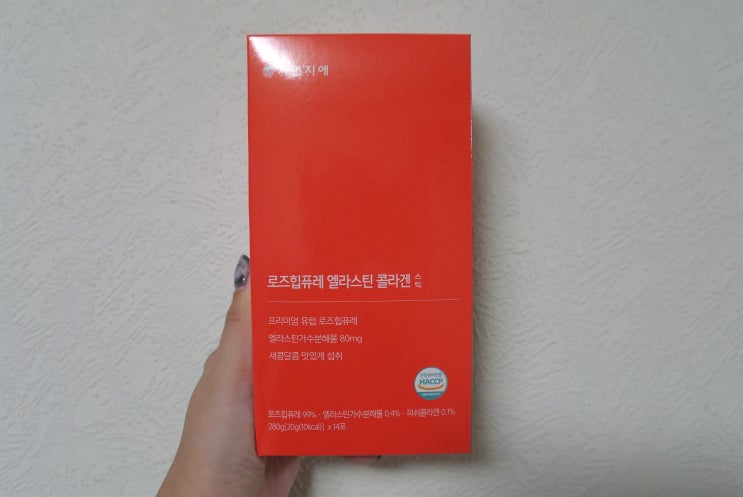 로즈힙퓨레 엘라스틴 콜라겐 스틱
프리미엄 유럽 로즈힙퓨레
엘라스틴가수분해물 80mg
새콤달콤 맛있게 섭취
HACCP
로즈힙퓨레 99% · 엘라스틴가수분해물 0.4% · 피쉬콜라겐 0.1%
280g[20g(10kcal)] x 14포